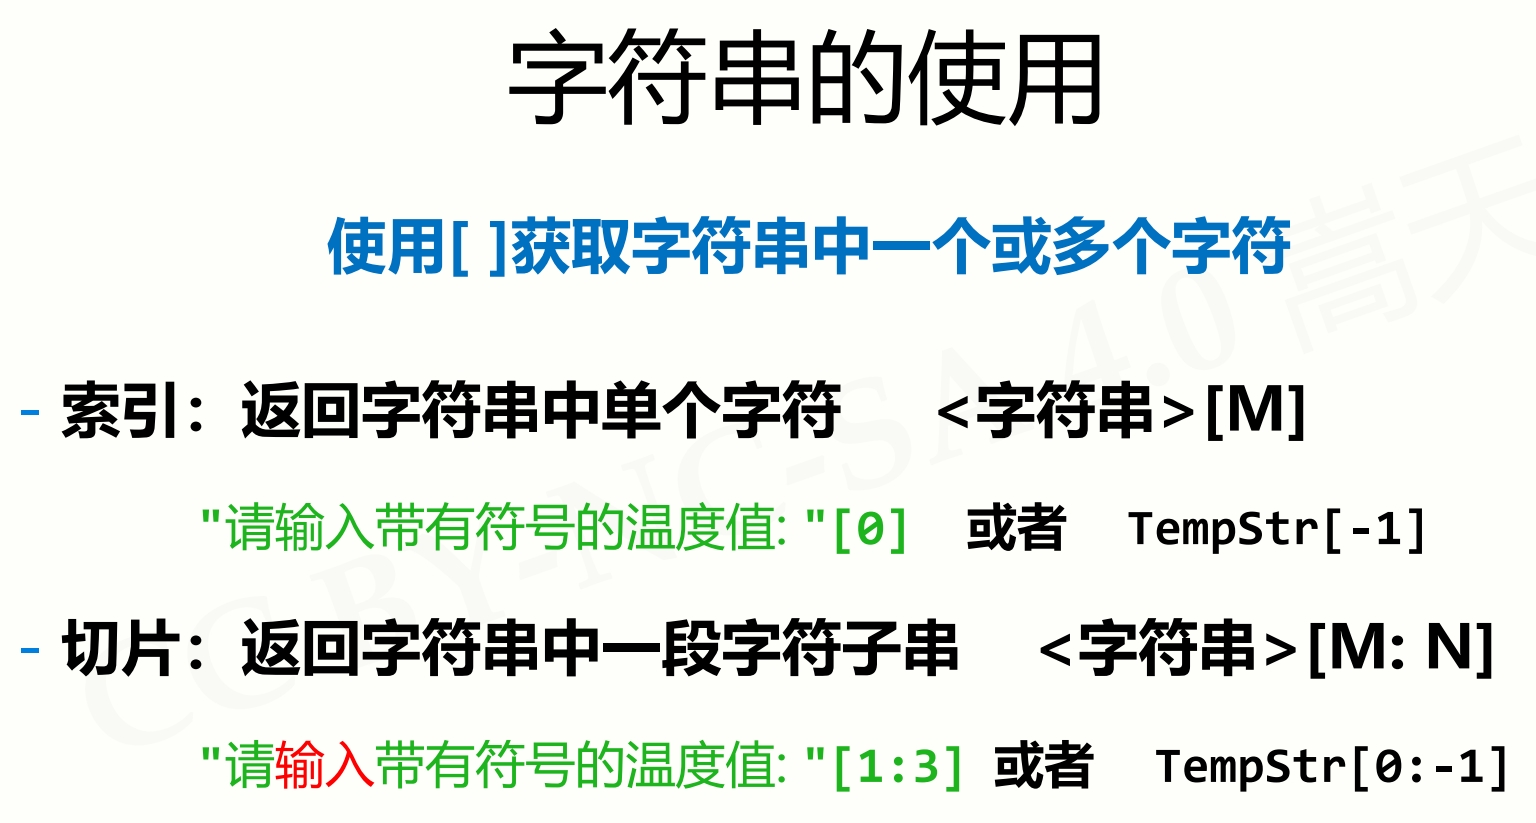 字符串的使用
使用[ ]获取字符串中一个或多个字符
- 索引：返回字符串中单个字符 <字符串>[M]
"请输入带有符号的温度值: "[0] 或者 TempStr[-1]
- 切片：返回字符串中一段字符子串 <字符串>[M: N]
"请输入带有符号的温度值: "[1:3] 或者 TempStr[0:-1]
CC BY-NC-SA 4.0 嵩天